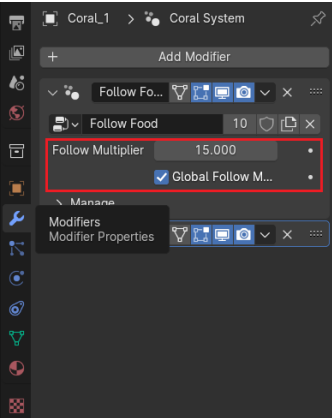 Coral_1 > Coral System
+ Add Modifier
Follow Fo...
Follow Food 10
Follow Multiplier 15.000
Global Follow M...
Manage
Modifiers
Modifier Properties